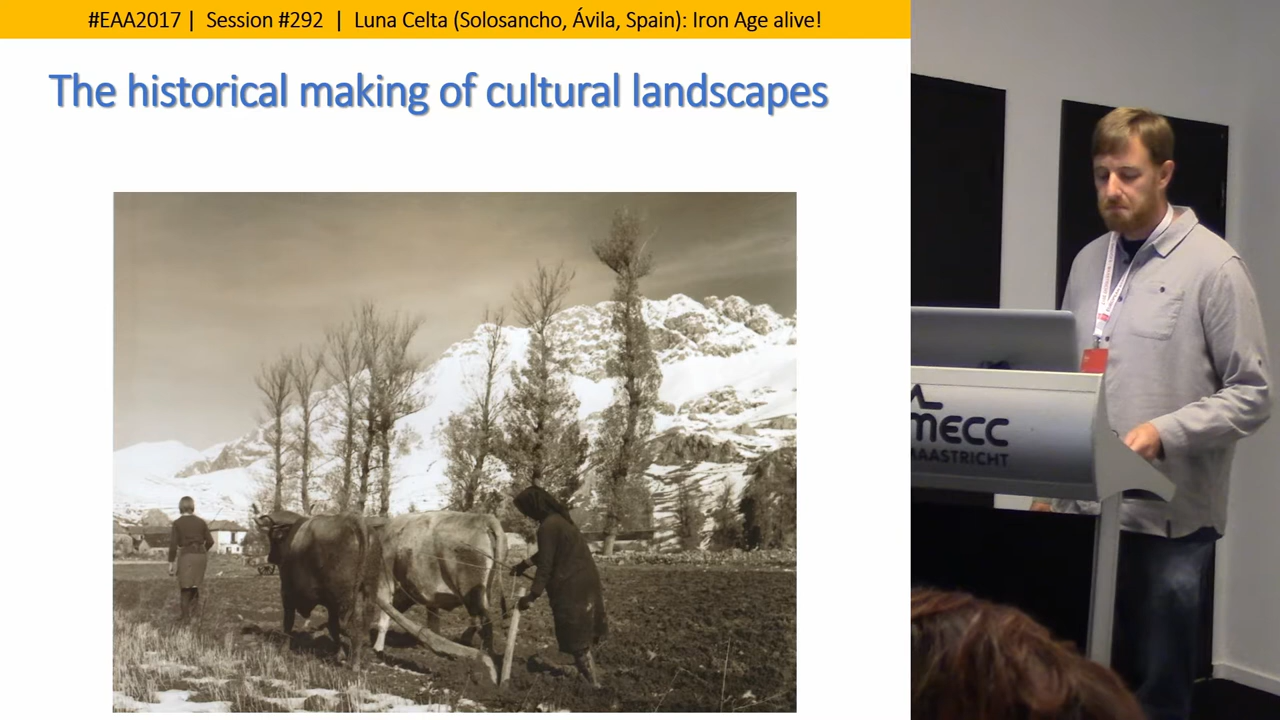 #EAA2017 | Session #292 | Luna Celta (Solosancho, Ávila, Spain): Iron Age alive!
The historical making of cultural landscapes
mecc
MAASTRICHT